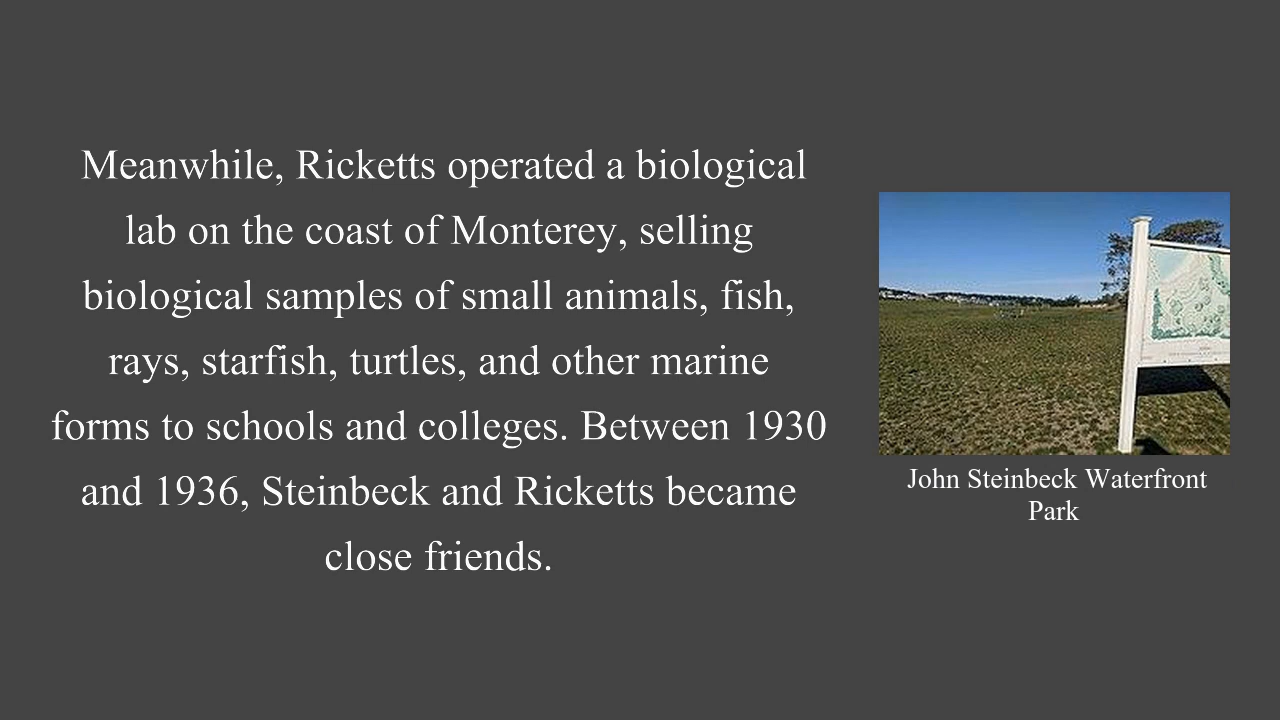 Meanwhile, Ricketts operated a biological
lab on the coast of Monterey, selling
biological samples of small animals, fish,
rays, starfish, turtles, and other marine
forms to schools and colleges. Between 1930
and 1936, Steinbeck and Ricketts became
close friends.
John Steinbeck Waterfront
Park